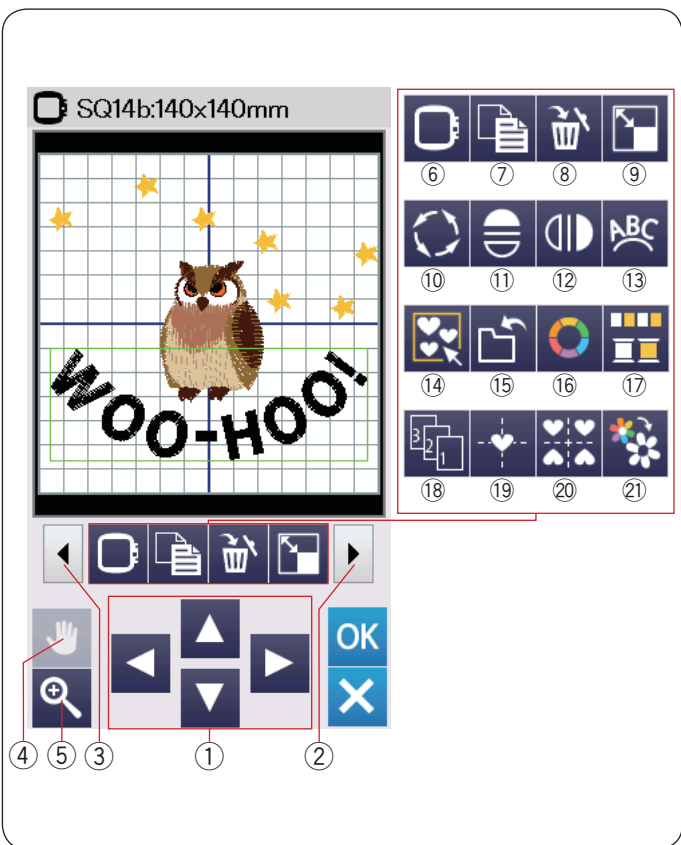 SQ14b:140x140mm
⑥ ⑦ ⑧ ⑨
ABC
⑩ ⑪ ⑫ ⑬
⑭ ⑮ ⑯ ⑰
WOO-HOO!
3 2 1
⑱ ⑲ ⑳ ㉑
OK
④ ⑤ ③ ① ②